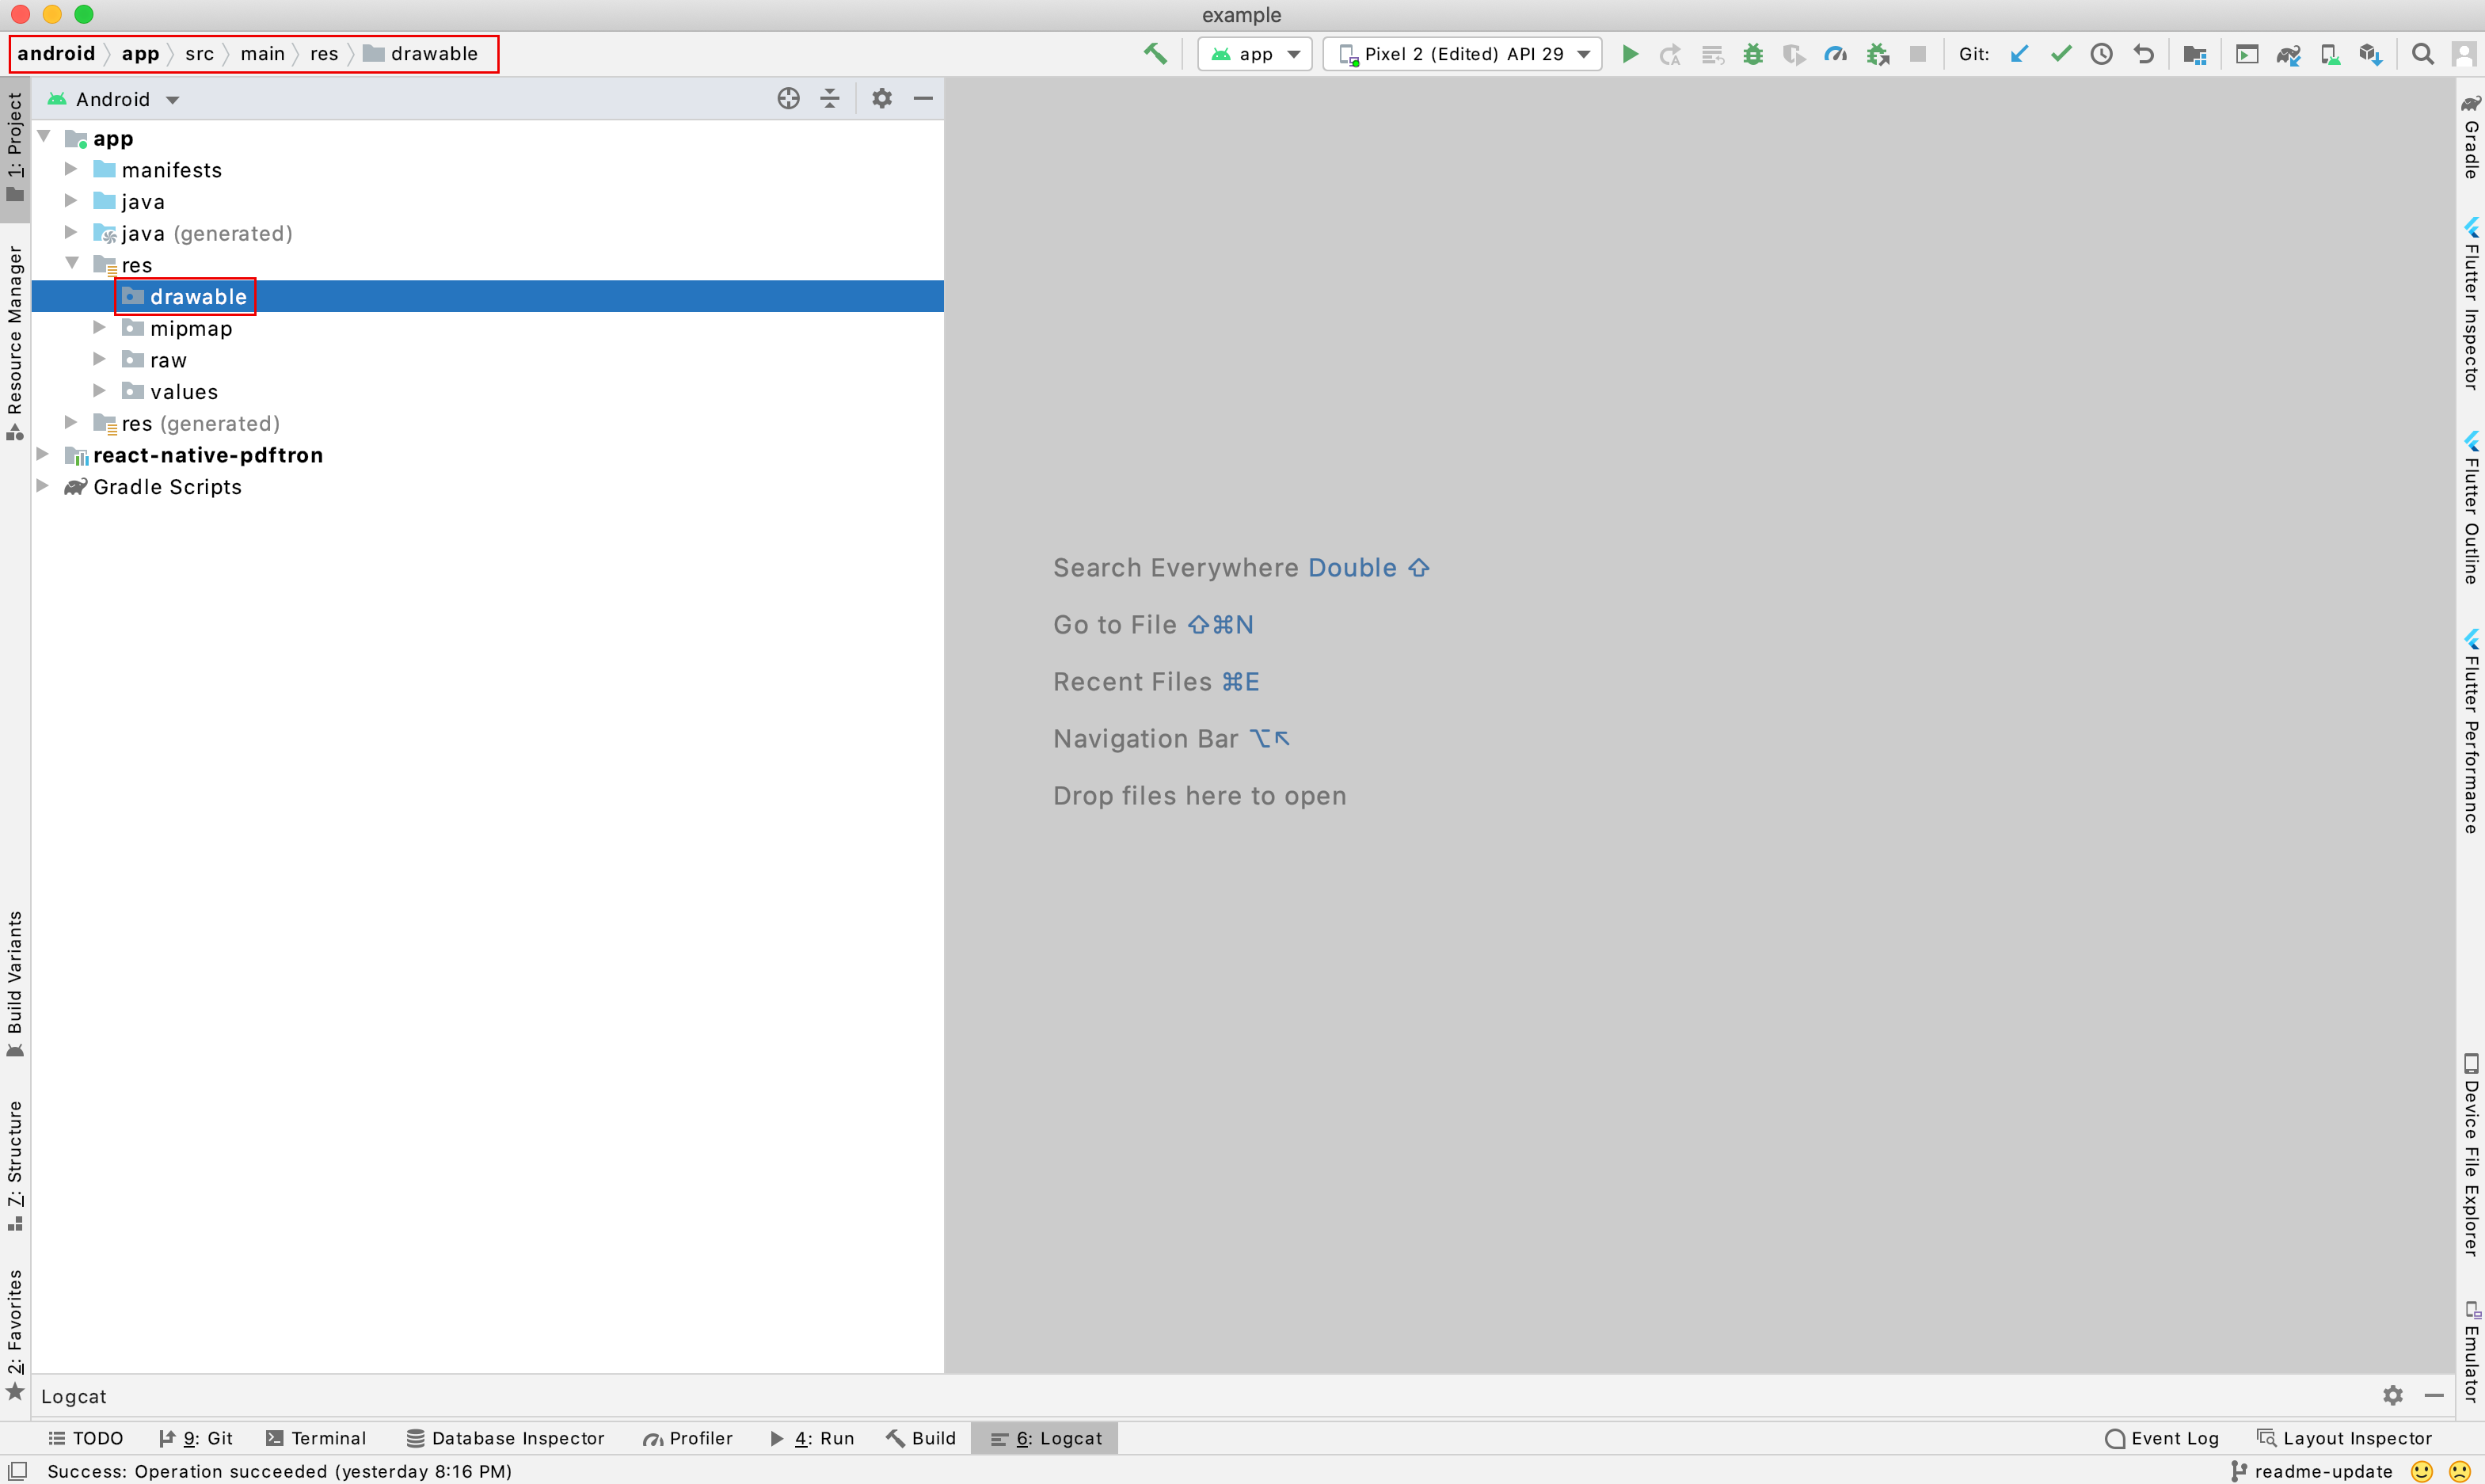 example
android app src main res drawable
app Pixel 2 (Edited) API 29 Git:
Android
app
manifests
java
java (generated)
res
drawable
mipmap
raw
values
res (generated)
react-native-pdftron
Gradle Scripts
1: Project
Resource Manager
Build Variants
7: Structure
2: Favorites
Search Everywhere Double ⇧
Go to File ⇧⌘N
Recent Files ⌘E
Navigation Bar ⌥↖
Drop files here to open
Gradle
Flutter Inspector
Flutter Outline
Flutter Performance
Device File Explorer
Emulator
Logcat
TODO 9: Git Terminal Database Inspector Profiler 4: Run Build 6: Logcat Event Log Layout Inspector
Success: Operation succeeded (yesterday 8:16 PM) readme-update